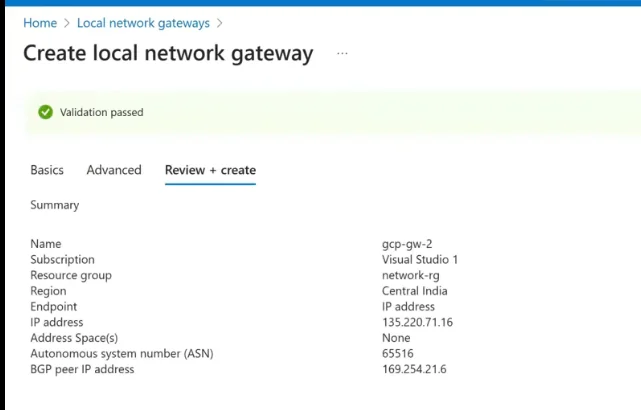 Home > Local network gateways >
Create local network gateway ...
Validation passed
Basics Advanced Review + create
Summary
Name gcp-gw-2
Subscription Visual Studio 1
Resource group network-rg
Region Central India
Endpoint IP address
IP address 135.220.71.16
Address Space(s) None
Autonomous system number (ASN) 65516
BGP peer IP address 169.254.21.6